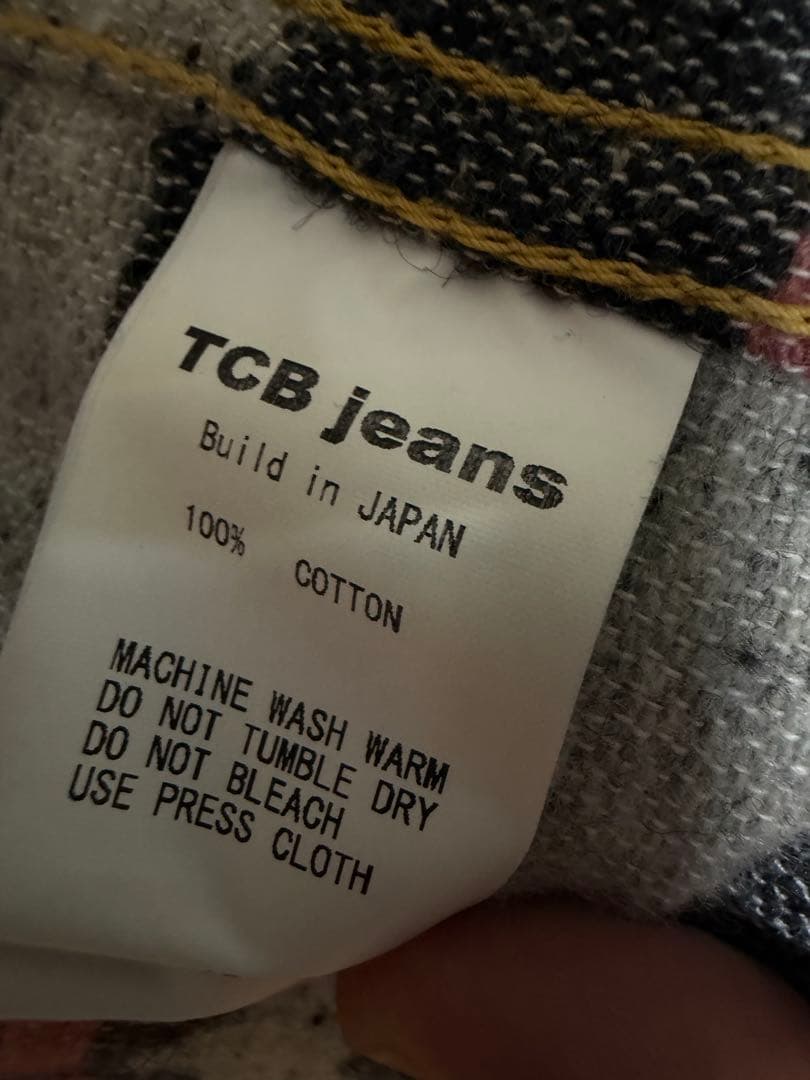 TCB jeans
Build in JAPAN
100% COTTON
MACHINE WASH WARM
DO NOT TUMBLE DRY
DO NOT BLEACH
USE PRESS CLOTH